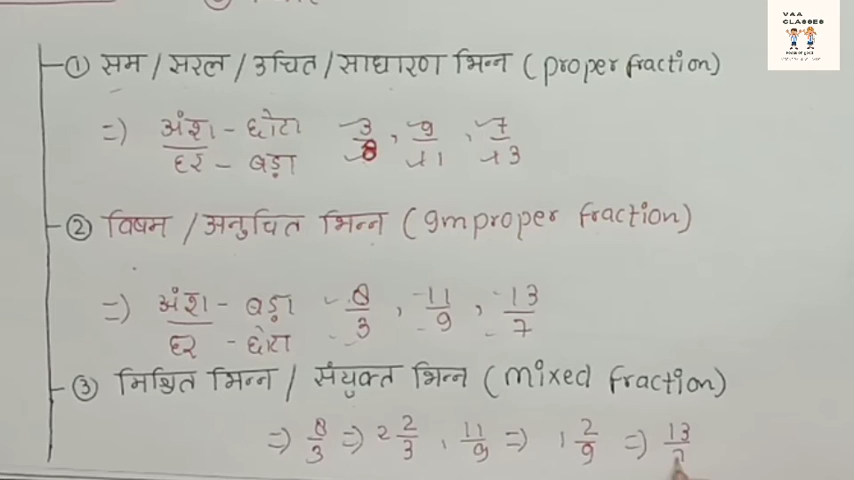 VAA
CLASSES
① सम / सरल / उचित / साधारण भिन्न ( proper fraction)
=) अंश - छोटा 3/8 , 9/11 , 7/13
हर - बड़ा
② विषम / अनुचित भिन्न ( Improper fraction)
=) अंश - बड़ा 8/3 , 11/9 , 13/7
हर - छोटा
③ मिश्रित भिन्न / संयुक्त भिन्न ( mixed fraction)
=) 8/3 =) 2 2/3 , 11/9 =) 1 2/9 =) 13/7